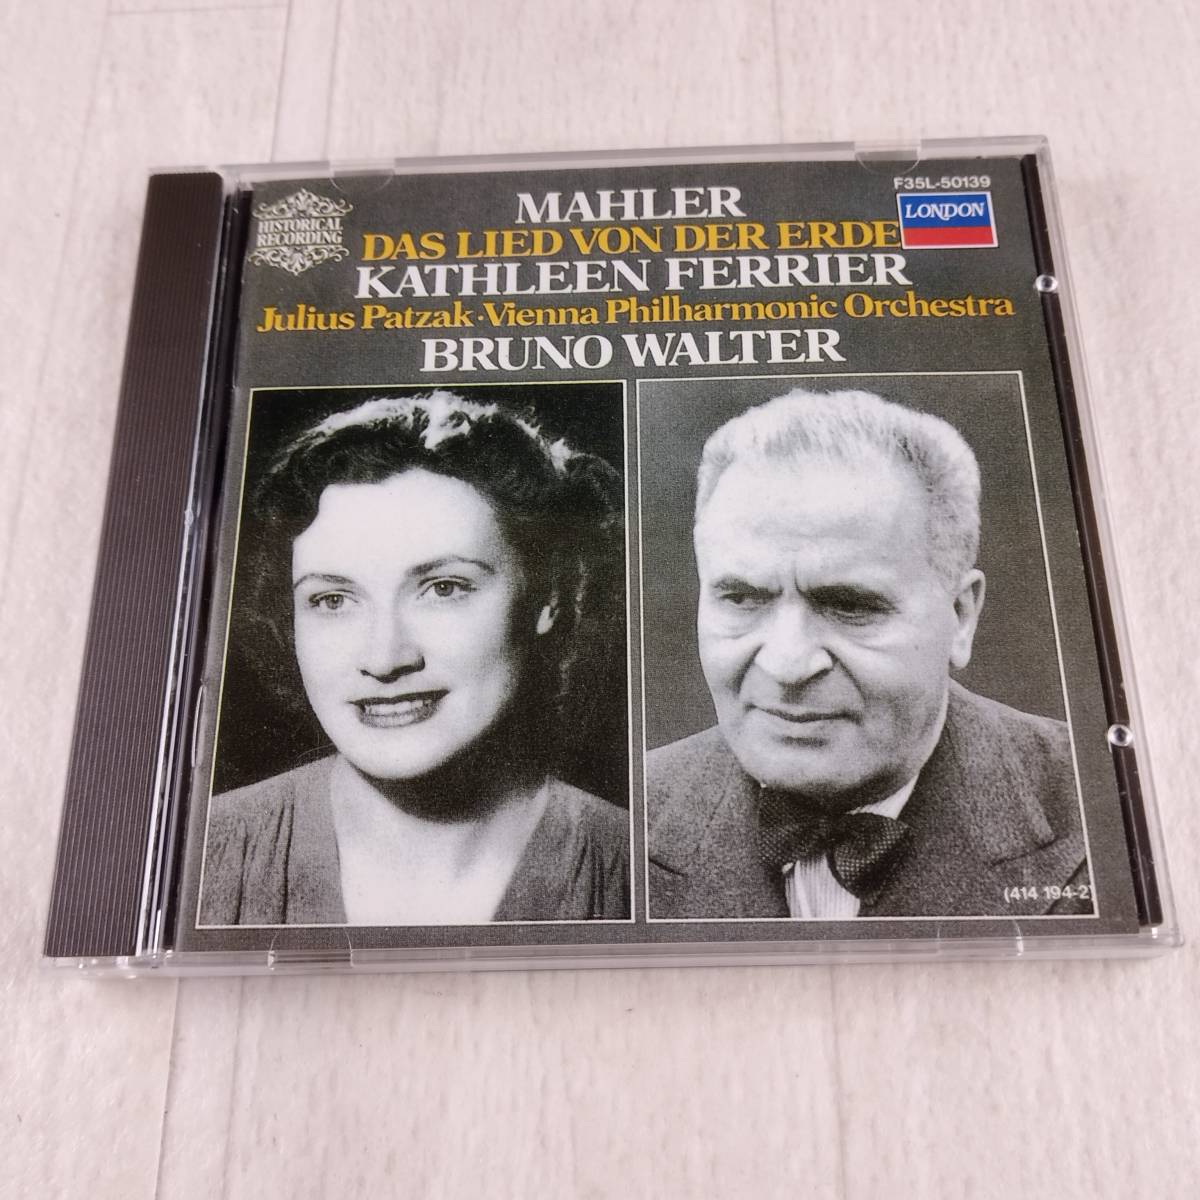 F35L-50139
HISTORICAL
RECORDING
MAHLER
LONDON
DAS LIED VON DER ERDE
KATHLEEN FERRIER
Julius Patzak·Vienna Philharmonic Orchestra
BRUNO WALTER
(414 194-2)